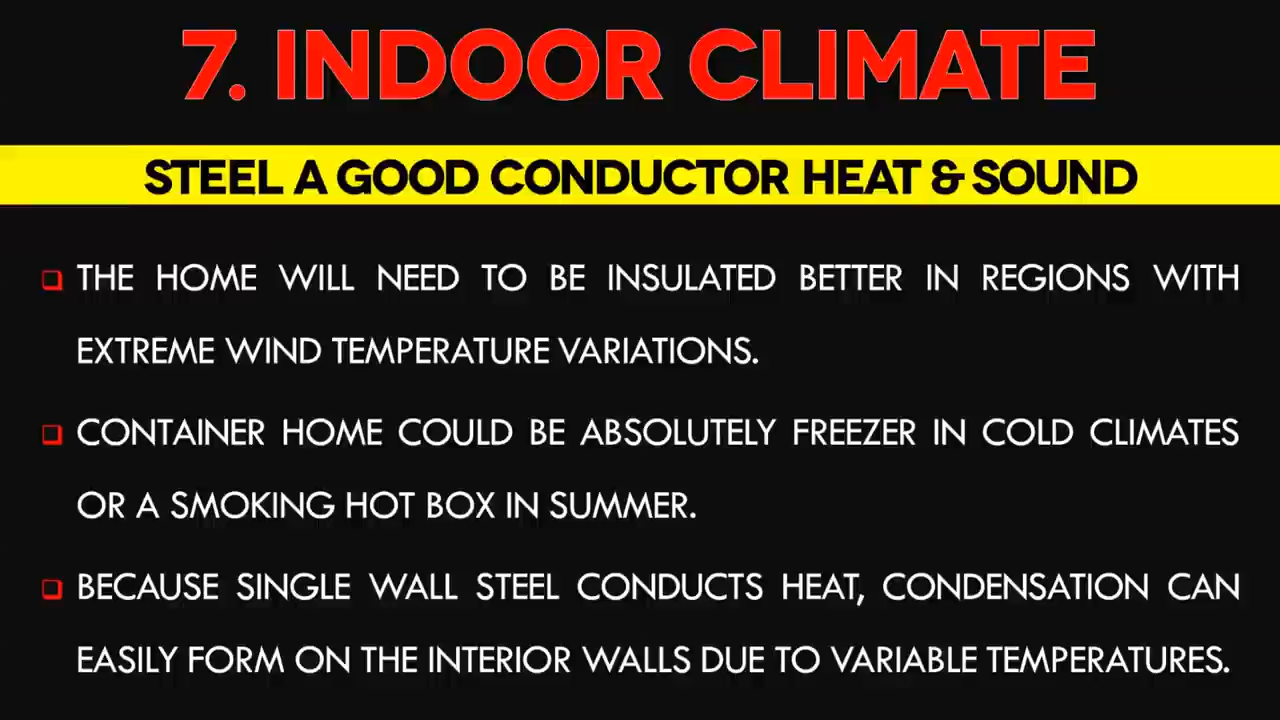 7. INDOOR CLIMATE
STEEL A GOOD CONDUCTOR HEAT & SOUND
THE HOME WILL NEED TO BE INSULATED BETTER IN REGIONS WITH
EXTREME WIND TEMPERATURE VARIATIONS.
CONTAINER HOME COULD BE ABSOLUTELY FREEZER IN COLD CLIMATES
OR A SMOKING HOT BOX IN SUMMER.
BECAUSE SINGLE WALL STEEL CONDUCTS HEAT, CONDENSATION CAN
EASILY FORM ON THE INTERIOR WALLS DUE TO VARIABLE TEMPERATURES.